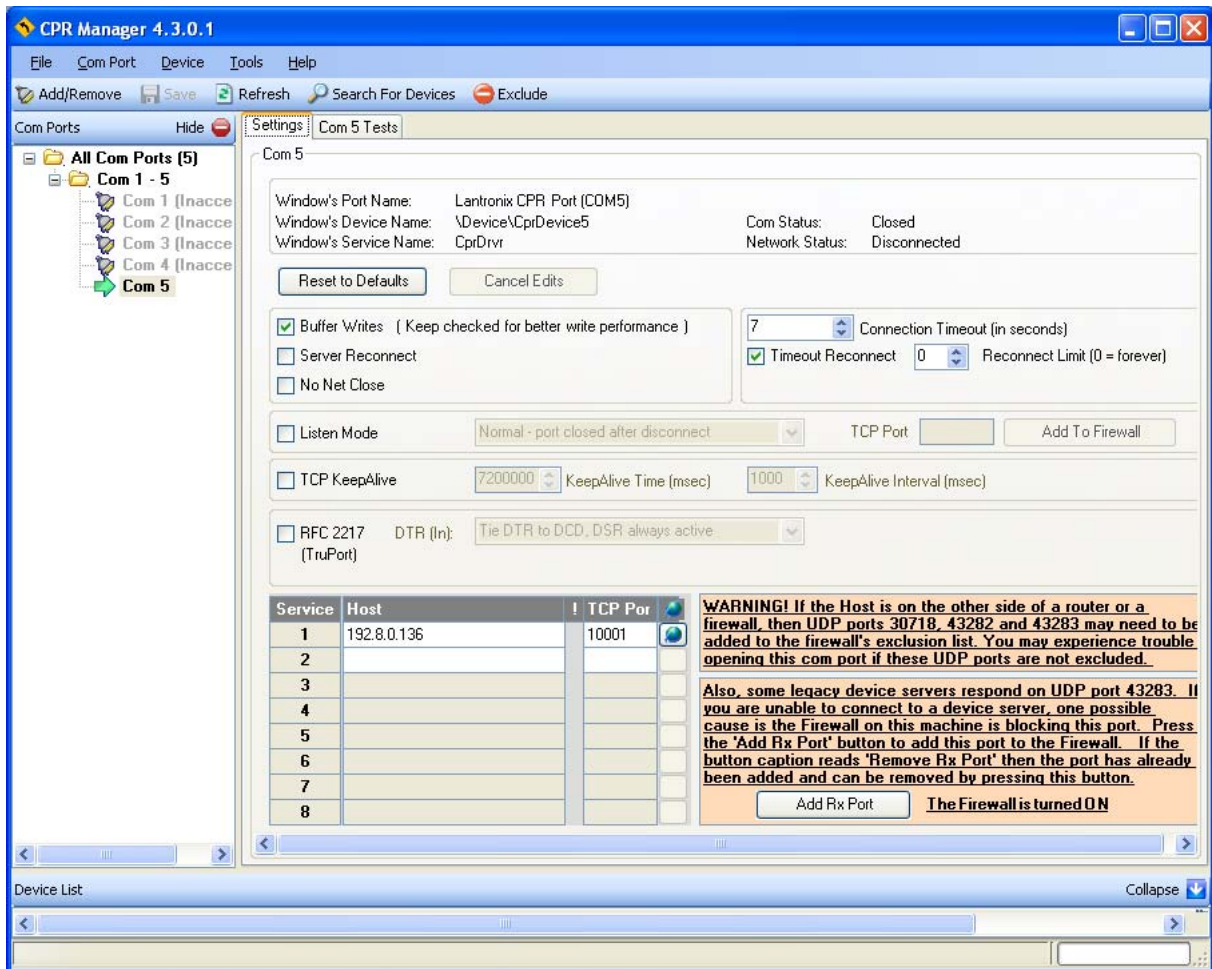 CPR Manager 4.3.0.1
File Com Port Device Tools Help
Add/Remove Save Refresh Search For Devices Exclude
Com Ports Hide
Settings Com 5 Tests
All Com Ports (5)
Com 1 - 5
Com 1 (Inacce
Com 2 (Inacce
Com 3 (Inacce
Com 4 (Inacce
Com 5
Com 5
Window's Port Name: Lantronix CPR Port (COM5)
Window's Device Name: \Device\CprDevice5 Com Status: Closed
Window's Service Name: CprDrvr Network Status: Disconnected
Reset to Defaults Cancel Edits
Buffer Writes ( Keep checked for better write performance )
Server Reconnect
No Net Close
7 Connection Timeout (in seconds)
Timeout Reconnect 0 Reconnect Limit (0 = forever)
Listen Mode Normal - port closed after disconnect TCP Port Add To Firewall
TCP KeepAlive 7200000 KeepAlive Time (msec) 1000 KeepAlive Interval (msec)
RFC 2217 DTR (In): Tie DTR to DCD, DSR always active
(TruPort)
Service Host ! TCP Por
1 192.8.0.136 10001
2
3
4
5
6
7
8
WARNING! If the Host is on the other side of a router or a
firewall, then UDP ports 30718, 43282 and 43283 may need to be
added to the firewall's exclusion list. You may experience trouble
opening this com port if these UDP ports are not excluded.
Also, some legacy device servers respond on UDP port 43283. If
you are unable to connect to a device server, one possible
cause is the Firewall on this machine is blocking this port. Press
the 'Add Rx Port' button to add this port to the Firewall. If the
button caption reads 'Remove Rx Port' then the port has already
been added and can be removed by pressing this button.
Add Rx Port The Firewall is turned ON
Device List Collapse